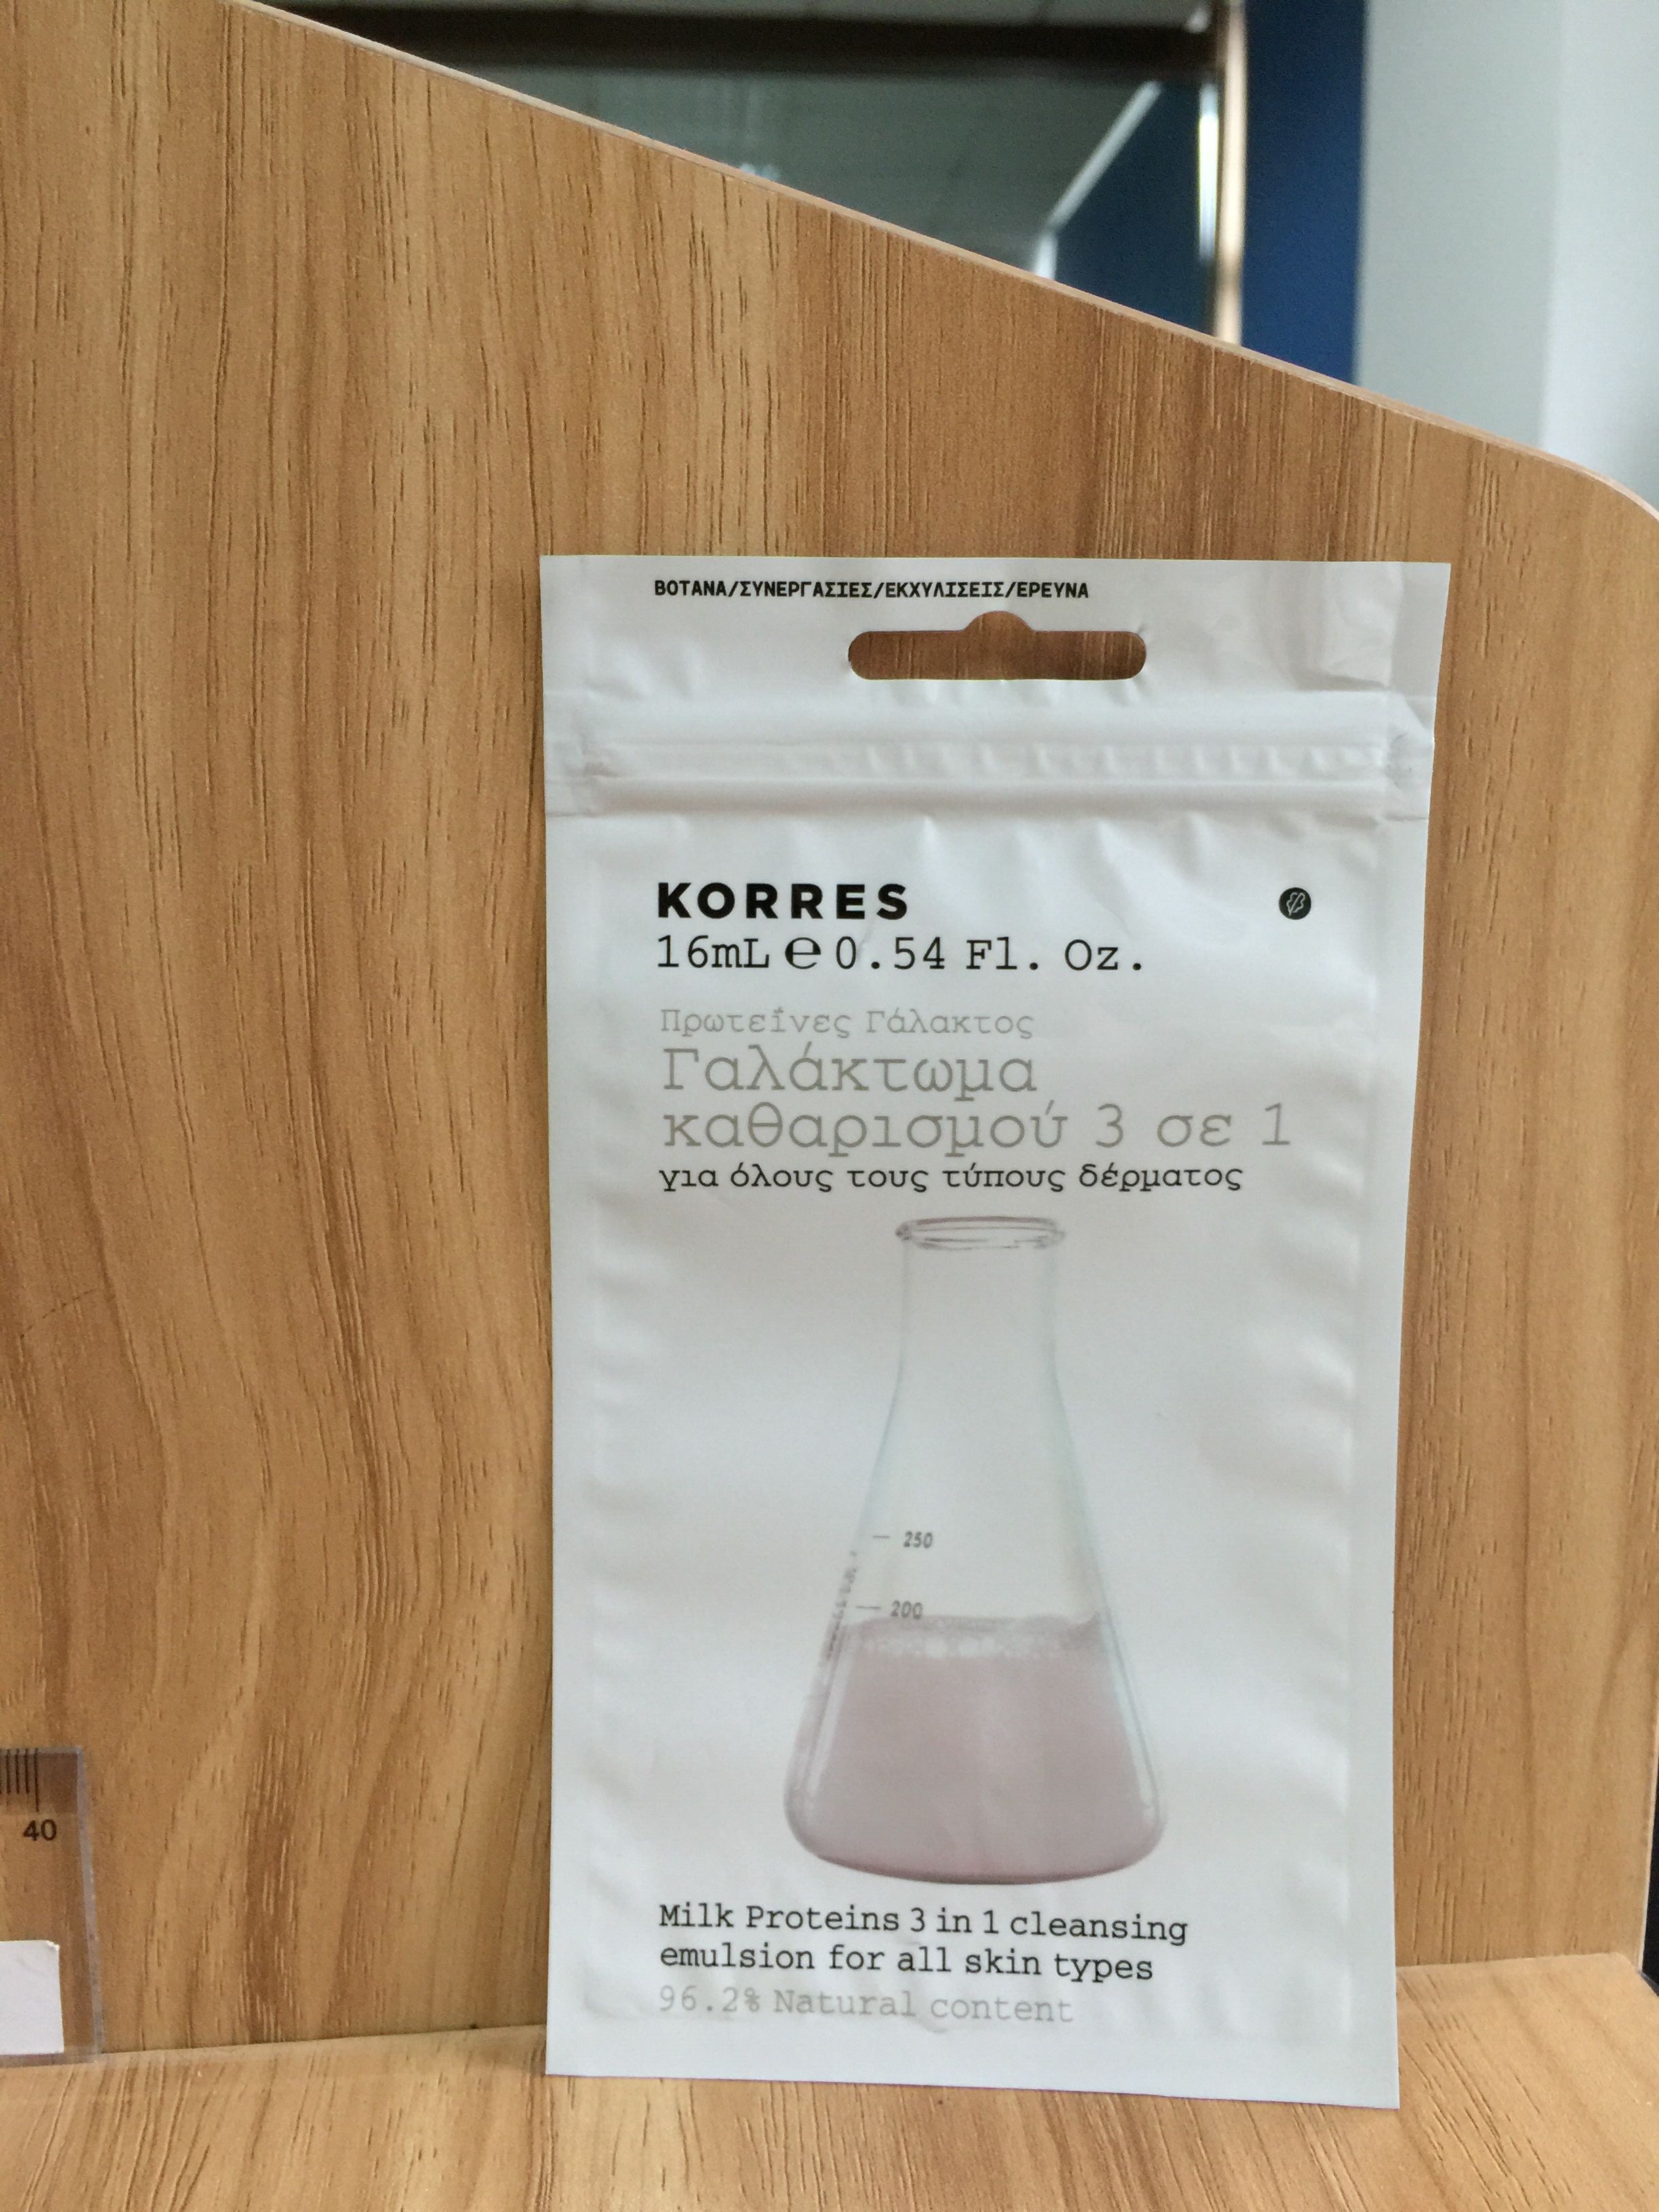 ΒΟΤΑΝΑ/ΣΥΝΕΡΓΑΣΙΕΣ/ΕΚΧΥΛΙΣΕΙΣ/ΕΡΕΥΝΑ
KORRES
16mL ℮ 0.54 Fl. Oz.
Πρωτεΐνες Γάλακτος
Γαλάκτωμα
καθαρισμού 3 σε 1
για όλους τους τύπους δέρματος
250
200
40
Milk Proteins 3 in 1 cleansing
emulsion for all skin types
96.2% Natural content